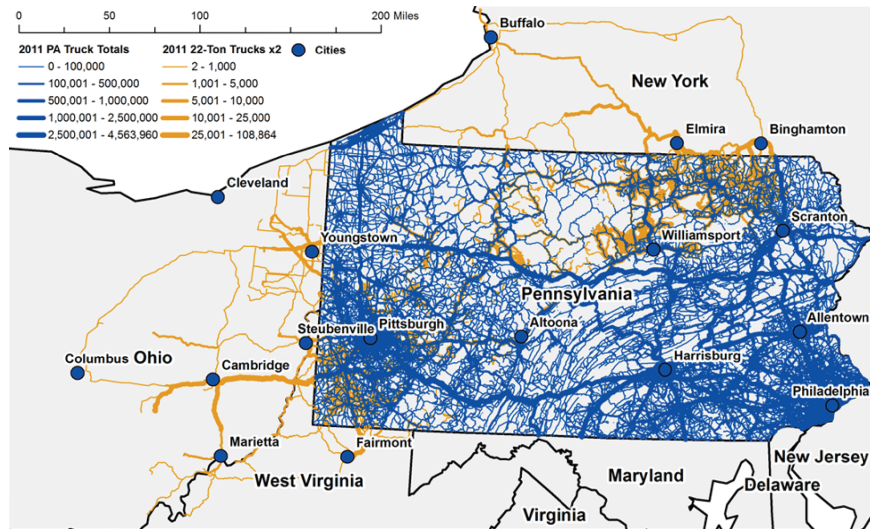 0 50 100 200 Miles
2011 PA Truck Totals
0 - 100,000
100,001 - 500,000
500,001 - 1,000,000
1,000,001 - 2,500,000
2,500,001 - 4,563,960
2011 22-Ton Trucks x2
2 - 1,000
1,001 - 5,000
5,001 - 10,000
10,001 - 25,000
25,001 - 108,864
Cities
Buffalo
New York
Elmira
Binghamton
Cleveland
Scranton
Youngstown
Williamsport
Pennsylvania
Steubenville
Pittsburgh
Altoona
Allentown
Columbus
Ohio
Cambridge
Harrisburg
Philadelphia
Marietta
Fairmont
West Virginia
Maryland
New Jersey
Delaware
Virginia